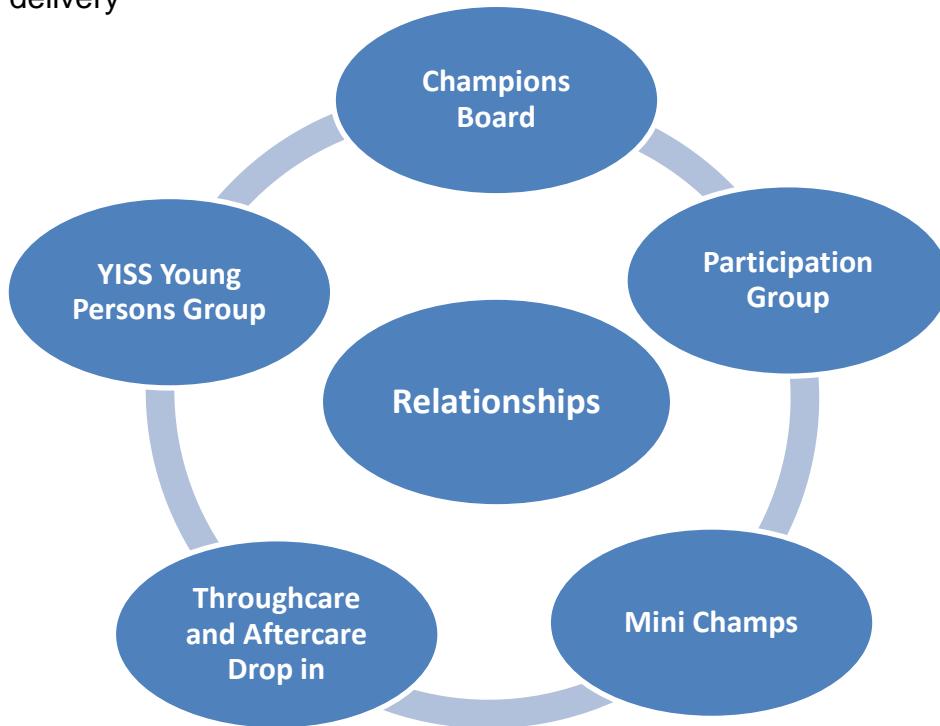 delivery
Champions
Board
Participation
Group
YISS Young
Persons Group
Relationships
Mini Champs
Throughcare
and Aftercare
Drop in